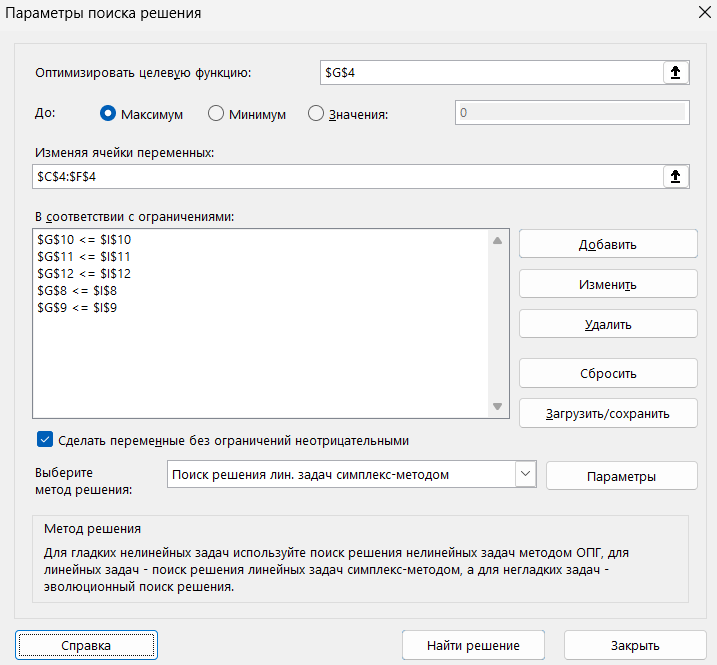 Параметры поиска решения
Оптимизировать целевую функцию:
$G$4
До:
Максимум
Минимум
Значения:
0
Изменяя ячейки переменных:
$C$4:$F$4
В соответствии с ограничениями:
$G$10 <= $I$10
$G$11 <= $I$11
$G$12 <= $I$12
$G$8 <= $I$8
$G$9 <= $I$9
Добавить
Изменить
Удалить
Сбросить
Загрузить/сохранить
Сделать переменные без ограничений неотрицательными
Выберите
метод решения:
Поиск решения лин. задач симплекс-методом
Параметры
Метод решения
Для гладких нелинейных задач используйте поиск решения нелинейных задач методом ОПГ, для
линейных задач - поиск решения линейных задач симплекс-методом, а для негладких задач -
эволюционный поиск решения.
Справка
Найти решение
Закрыть